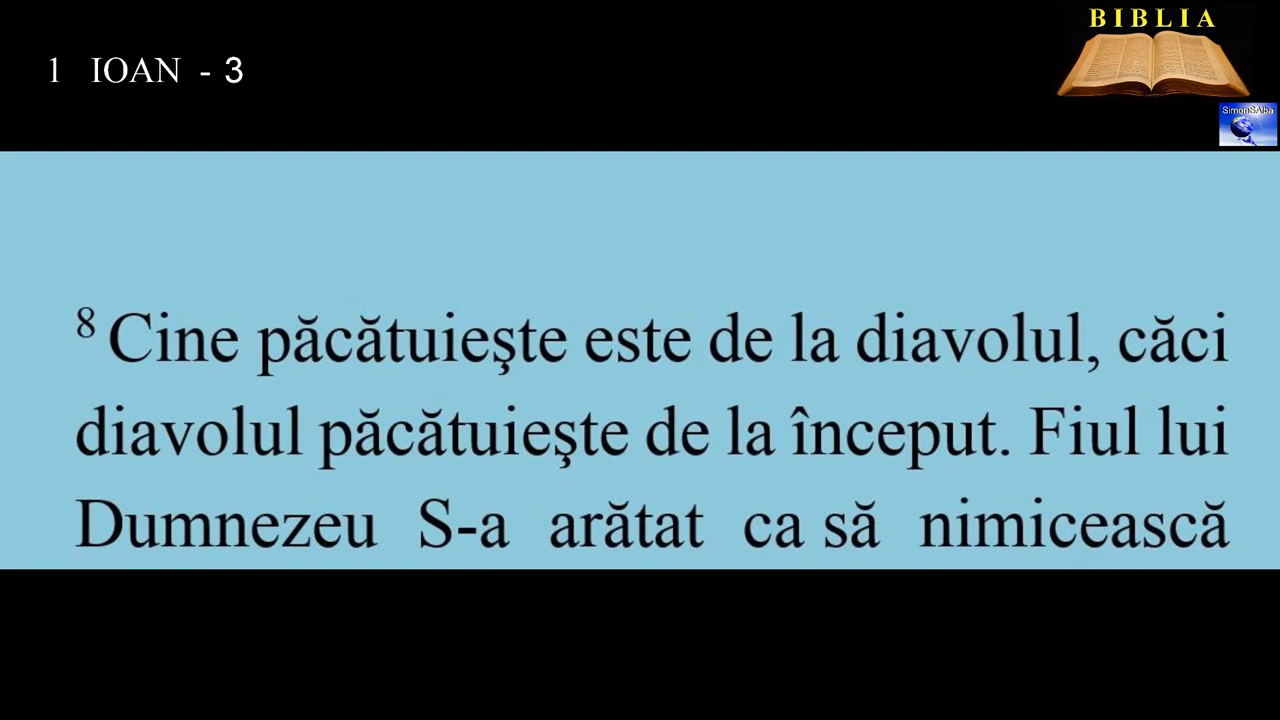 1 IOAN - 3
BIBLIA
SimonSAlba
8 Cine păcătuieşte este de la diavolul, căci
diavolul păcătuieşte de la început. Fiul lui
Dumnezeu S-a arătat ca să nimicească